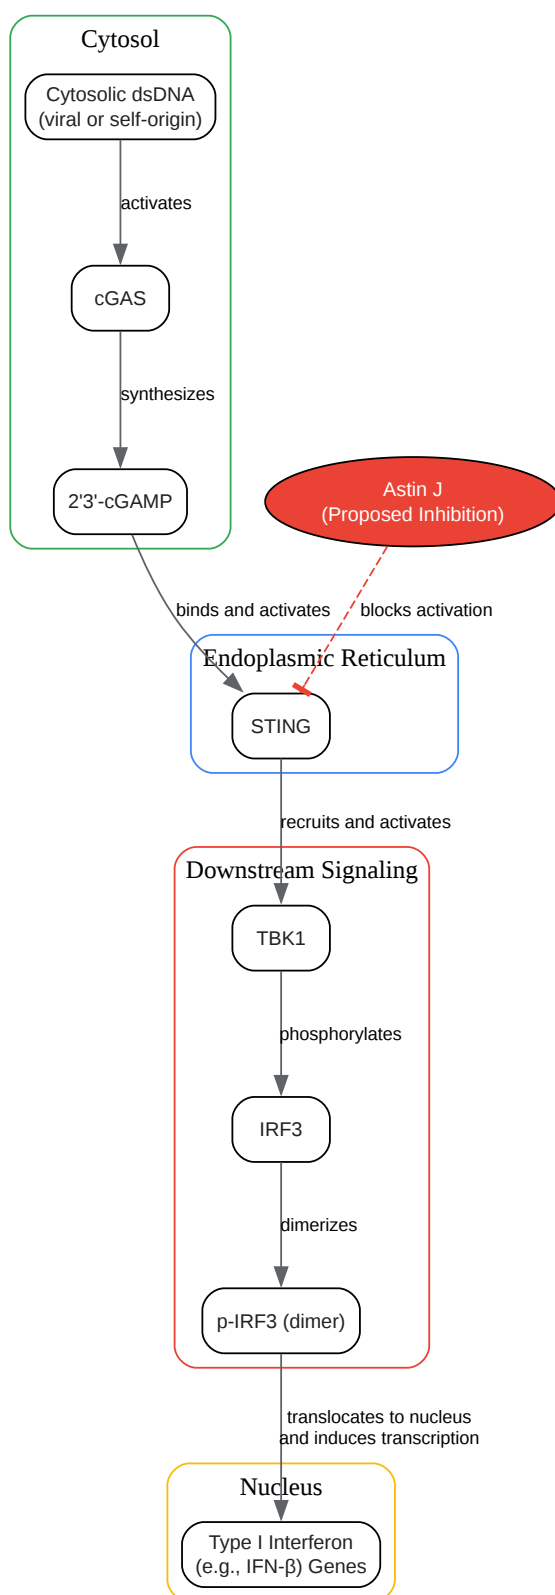 Cytosol
Cytosolic dsDNA
(viral or self-origin)
activates
cGAS
synthesizes
2'3'-cGAMP
Astin J
(Proposed Inhibition)
binds and activates
blocks activation
Endoplasmic Reticulum
STING
recruits and activates
Downstream Signaling
TBK1
phosphorylates
IRF3
dimerizes
p-IRF3 (dimer)
translocates to nucleus
and induces transcription
Nucleus
Type I Interferon
(e.g., IFN-β) Genes